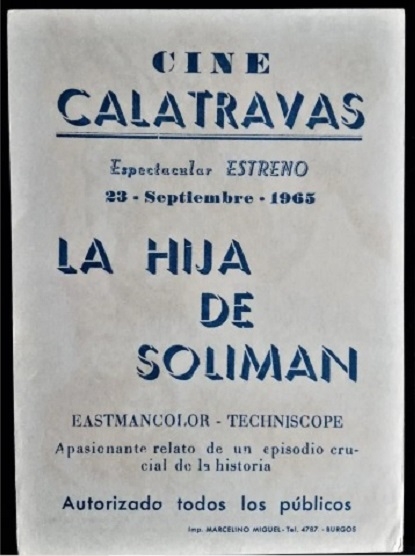 CINE
CALATRAVAS
Espectacular ESTRENO
23 - Septiembre - 1965
LA HIJA
DE
SOLIMAN
EASTMANCOLOR - TECHNISCOPE
Apasionante relato de un episodio cru-
cial de la historia
Autorizado todos los públicos
Imp. MARCELINO MIGUEL - Tel. 4787 - BURGOS